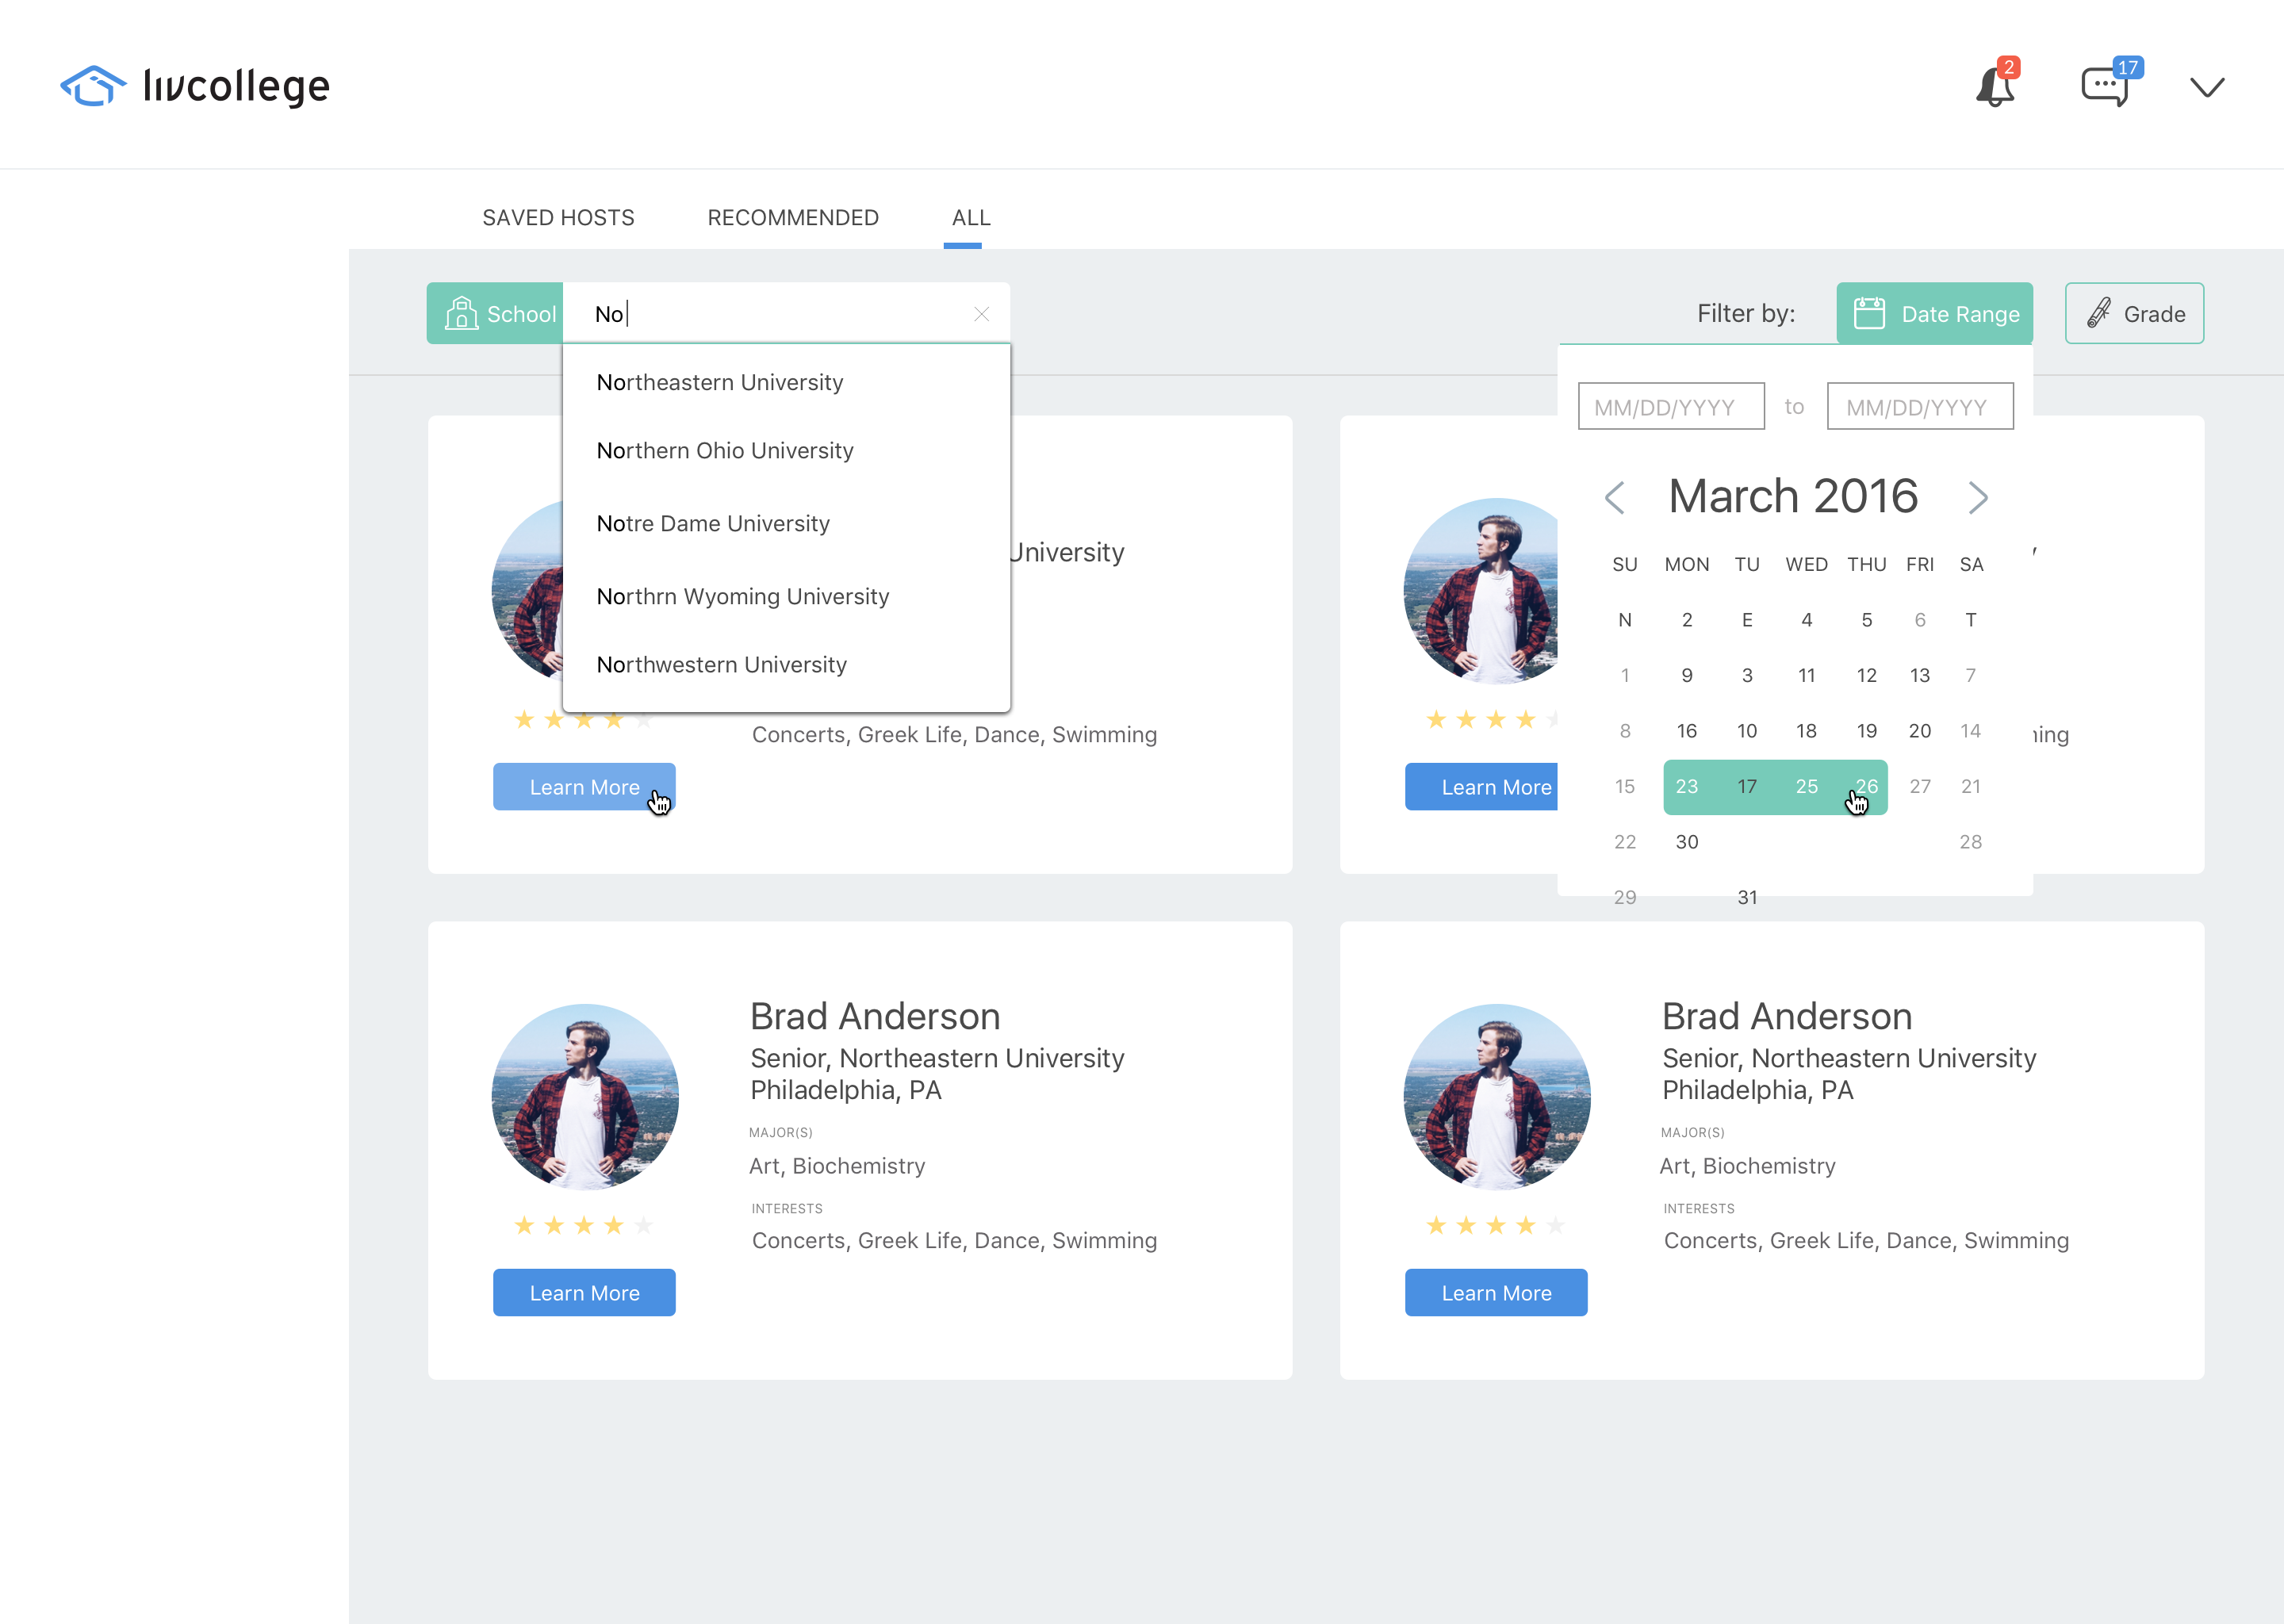 livcollege
2
17
SAVED HOSTS RECOMMENDED ALL
School No Filter by: Date Range Grade
Northeastern University
Northern Ohio University
Notre Dame University
Northrn Wyoming University
Northwestern University
University
Concerts, Greek Life, Dance, Swimming
Learn More
Learn More
MM/DD/YYYY to MM/DD/YYYY
March 2016
SU MON TU WED THU FRI SA
N 2 E 4 5 6 T
1 9 3 11 12 13 7
8 16 10 18 19 20 14
15 23 17 25 26 27 21
22 30 28
29 31
Brad Anderson
Senior, Northeastern University
Philadelphia, PA
MAJOR(S)
Art, Biochemistry
INTERESTS
Concerts, Greek Life, Dance, Swimming
Learn More
Brad Anderson
Senior, Northeastern University
Philadelphia, PA
MAJOR(S)
Art, Biochemistry
INTERESTS
Concerts, Greek Life, Dance, Swimming
Learn More